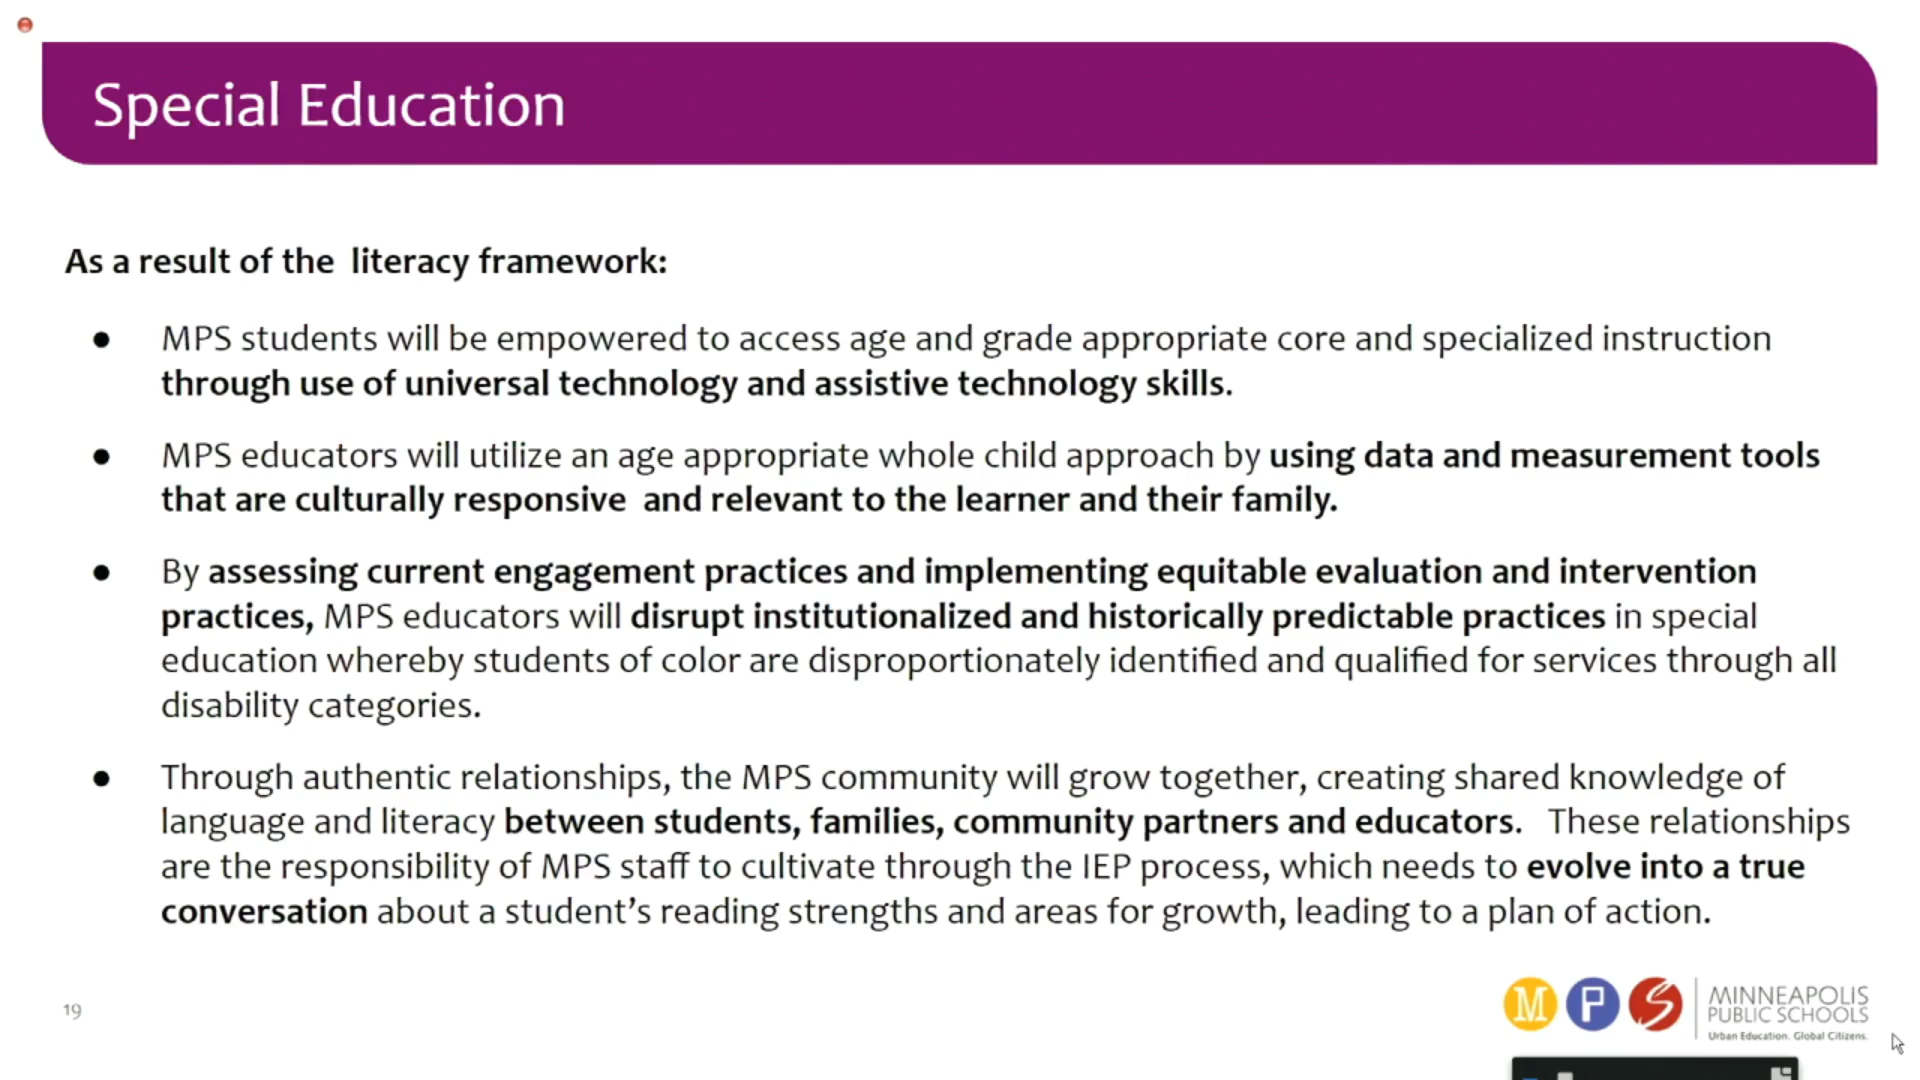 Special Education
As a result of the literacy framework:
● MPS students will be empowered to access age and grade appropriate core and specialized instruction
through use of universal technology and assistive technology skills.
● MPS educators will utilize an age appropriate whole child approach by using data and measurement tools
that are culturally responsive and relevant to the learner and their family.
● By assessing current engagement practices and implementing equitable evaluation and intervention
practices, MPS educators will disrupt institutionalized and historically predictable practices in special
education whereby students of color are disproportionately identified and qualified for services through all
disability categories.
● Through authentic relationships, the MPS community will grow together, creating shared knowledge of
language and literacy between students, families, community partners and educators. These relationships
are the responsibility of MPS staff to cultivate through the IEP process, which needs to evolve into a true
conversation about a student’s reading strengths and areas for growth, leading to a plan of action.
19
M P S
MINNEAPOLIS
PUBLIC SCHOOLS
Urban Education. Global Citizens.